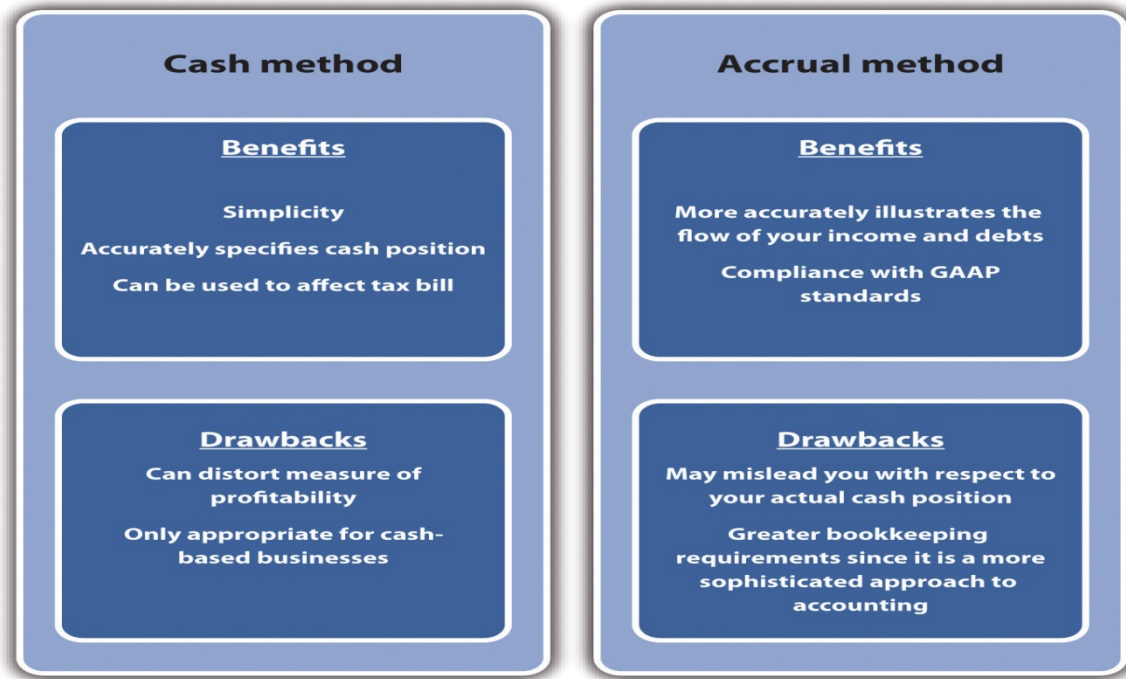 Cash method
Benefits
Simplicity
Accurately specifies cash position
Can be used to affect tax bill
Drawbacks
Can distort measure of
profitability
Only appropriate for cash-
based businesses
Accrual method
Benefits
More accurately illustrates the
flow of your income and debts
Compliance with GAAP
standards
Drawbacks
May mislead you with respect to
your actual cash position
Greater bookkeeping
requirements since it is a more
sophisticated approach to
accounting